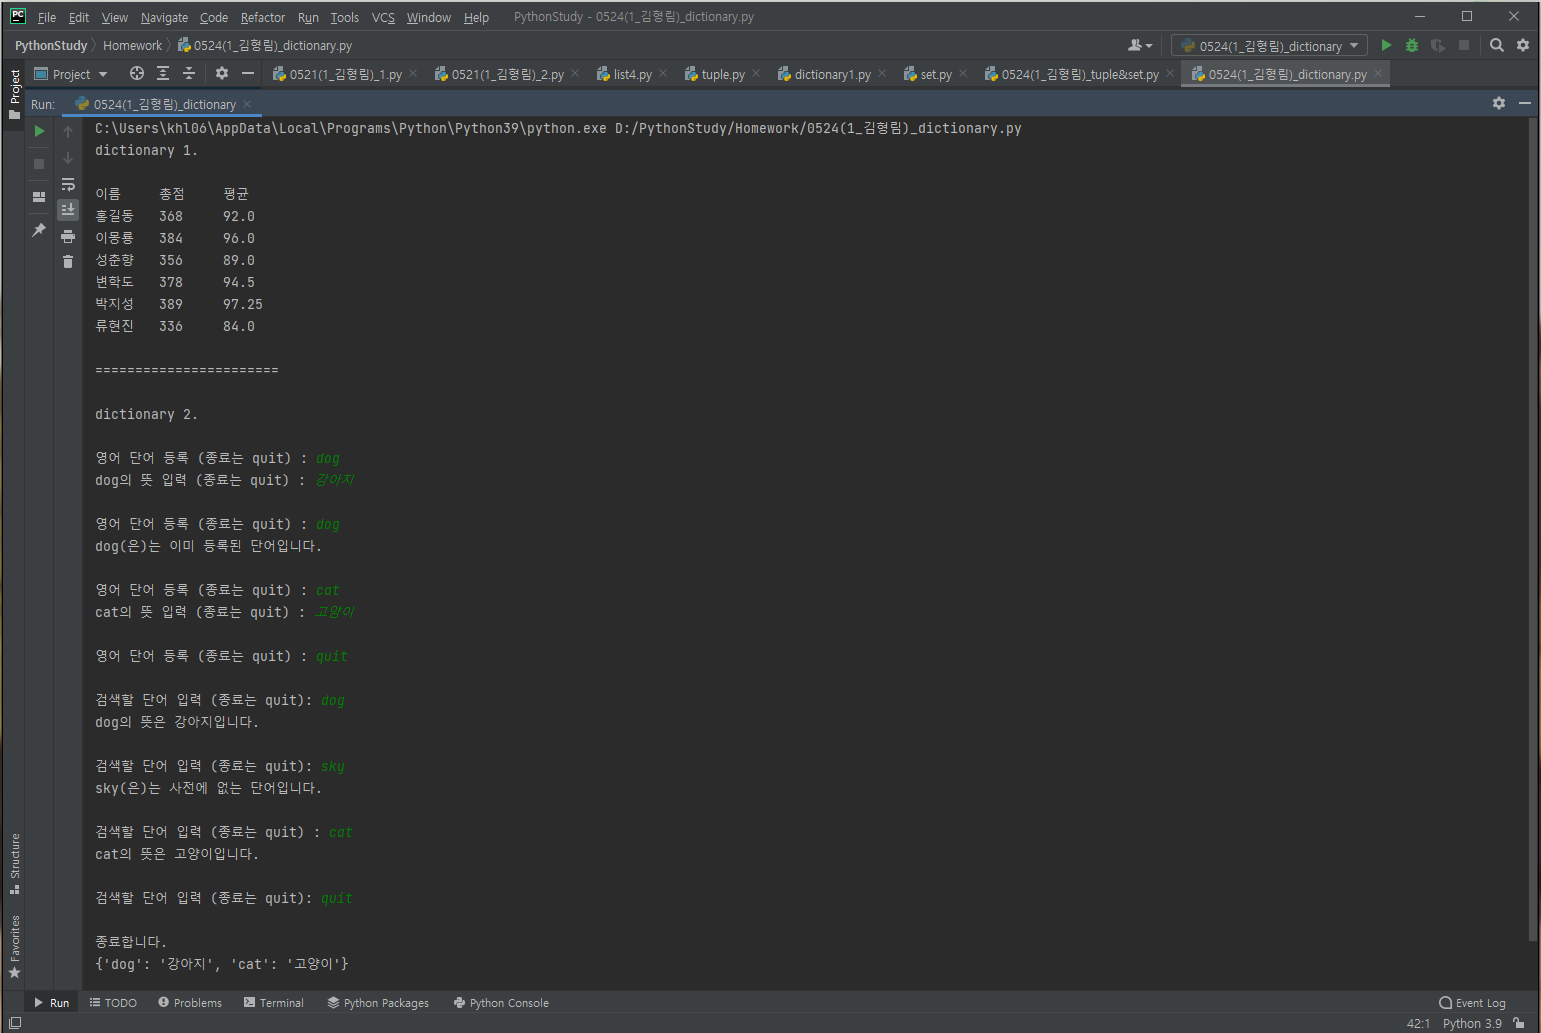 PC File Edit View Navigate Code Refactor Run Tools VCS Window Help PythonStudy - 0524(1_김형림)_dictionary.py
PythonStudy Homework 0524(1_김형림)_dictionary.py 0524(1_김형림)_dictionary
Project Project 0521(1_김형림)_1.py 0521(1_김형림)_2.py list4.py tuple.py dictionary1.py set.py 0524(1_김형림)_tuple&set.py 0524(1_김형림)_dictionary.py
Run: 0524(1_김형림)_dictionary
C:\Users\khl06\AppData\Local\Programs\Python\Python39\python.exe D:/PythonStudy/Homework/0524(1_김형림)_dictionary.py
dictionary 1.
이름 총점 평균
홍길동 368 92.0
이몽룡 384 96.0
성춘향 356 89.0
변학도 378 94.5
박지성 389 97.25
류현진 336 84.0
=======================
dictionary 2.
영어 단어 등록 (종료는 quit) : dog
dog의 뜻 입력 (종료는 quit) : 강아지
영어 단어 등록 (종료는 quit) : dog
dog(은)는 이미 등록된 단어입니다.
영어 단어 등록 (종료는 quit) : cat
cat의 뜻 입력 (종료는 quit) : 고양이
영어 단어 등록 (종료는 quit) : quit
검색할 단어 입력 (종료는 quit): dog
dog의 뜻은 강아지입니다.
검색할 단어 입력 (종료는 quit): sky
sky(은)는 사전에 없는 단어입니다.
검색할 단어 입력 (종료는 quit) : cat
cat의 뜻은 고양이입니다.
검색할 단어 입력 (종료는 quit): quit
종료합니다.
{'dog': '강아지', 'cat': '고양이'}
Structure
Favorites
Run TODO Problems Terminal Python Packages Python Console Event Log
42:1 Python 3.9